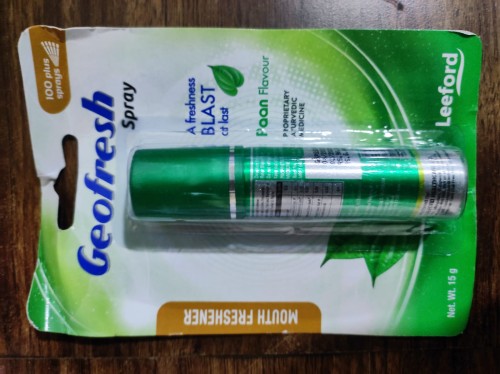 100 plus
sprays
Geofresh
Spray
A freshness
BLAST
at last
Paan Flavour
PROPRIETARY
AYURVEDIC
MEDICINE
Leeford
MOUTH FRESHENER
Net. Wt. 15 g